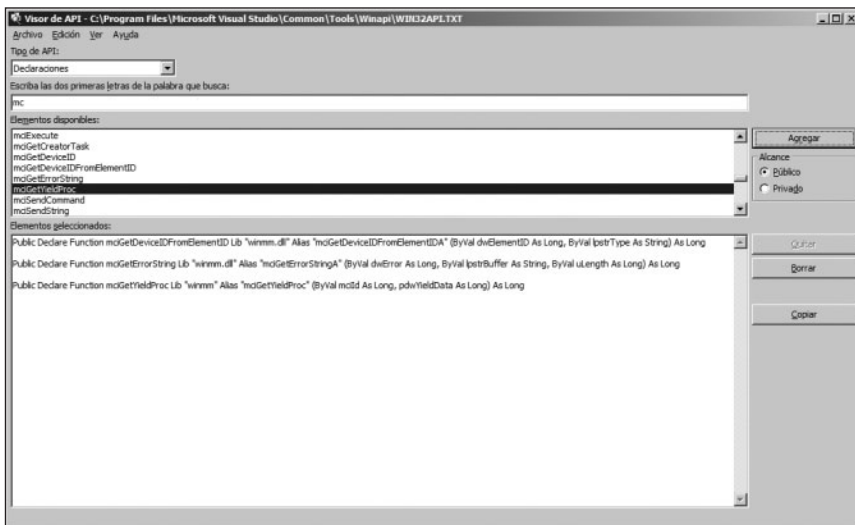 Visor de API - C:\Program Files\Microsoft Visual Studio\Common\Tools\Winapi\WIN32API.TXT
Archivo Edición Ver Ayuda
Tipo de API:
Declaraciones
Escriba las dos primeras letras de la palabra que busca:
mc
Elementos disponibles:
mciExecute
mciGetCreatorTask
mciGetDeviceID
mciGetDeviceIDFromElementID
mciGetErrorString
mciGetYieldProc
mciSendCommand
mciSendString
Agregar
Alcance
Público
Privado
Elementos seleccionados:
Public Declare Function mciGetDeviceIDFromElementID Lib "winmm.dll" Alias "mciGetDeviceIDFromElementIDA" (ByVal dwElementID As Long, ByVal lpstrType As String) As Long
Public Declare Function mciGetErrorString Lib "winmm.dll" Alias "mciGetErrorStringA" (ByVal dwError As Long, ByVal lpstrBuffer As String, ByVal uLength As Long) As Long
Public Declare Function mciGetYieldProc Lib "winmm" Alias "mciGetYieldProc" (ByVal mciId As Long, pdwYieldData As Long) As Long
Quitar
Borrar
Copiar